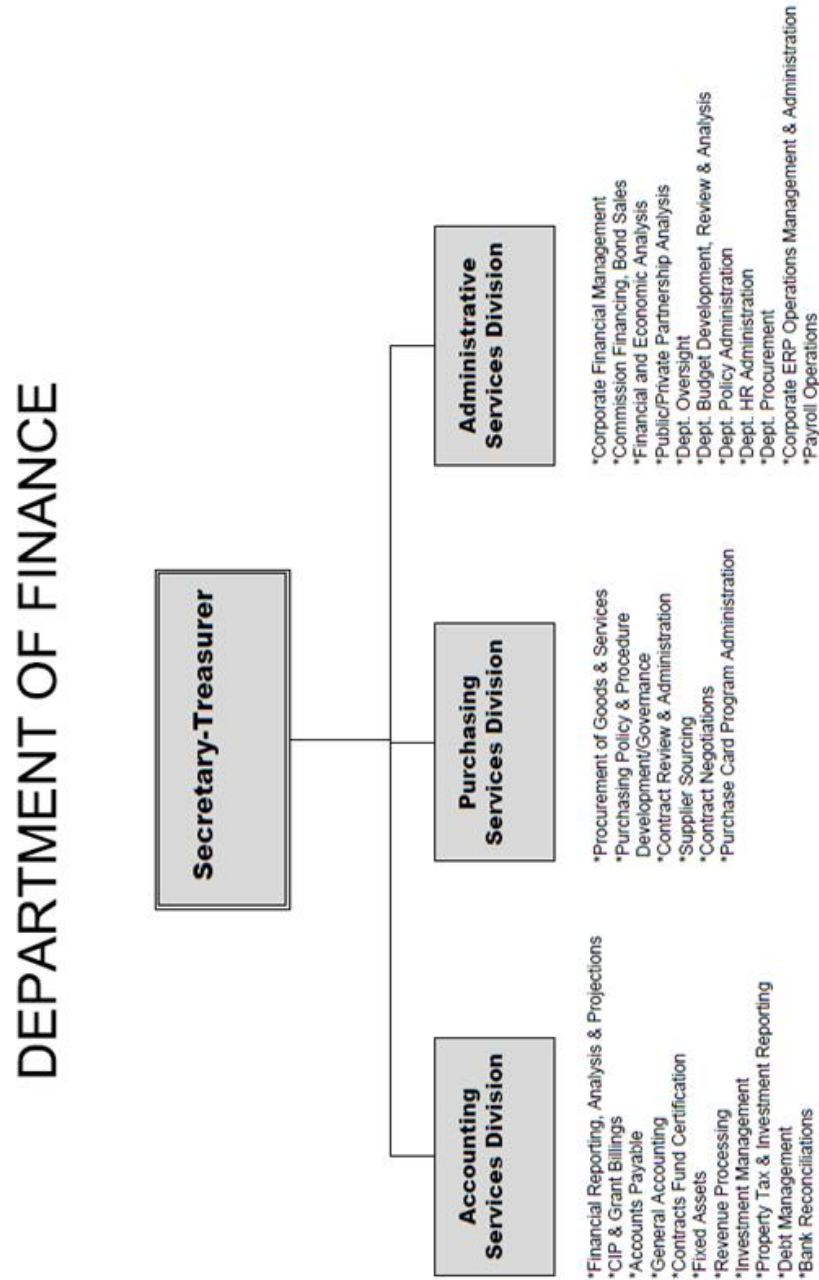 DEPARTMENT OF FINANCE
Secretary-Treasurer
Accounting
Services Division
*Financial Reporting, Analysis & Projections
*CIP & Grant Billings
*Accounts Payable
*General Accounting
*Contracts Fund Certification
*Fixed Assets
*Revenue Processing
*Investment Management
*Property Tax & Investment Reporting
*Debt Management
*Bank Reconciliations
Purchasing
Services Division
*Procurement of Goods & Services
*Purchasing Policy & Procedure
Development/Governance
*Contract Review & Administration
*Supplier Sourcing
*Contract Negotiations
*Purchase Card Program Administration
Administrative
Services Division
*Corporate Financial Management
*Commission Financing, Bond Sales
*Financial and Economic Analysis
*Public/Private Partnership Analysis
*Dept. Oversight
*Dept. Budget Development, Review & Analysis
*Dept. Policy Administration
*Dept. HR Administration
*Dept. Procurement
*Corporate ERP Operations Management & Administration
*Payroll Operations